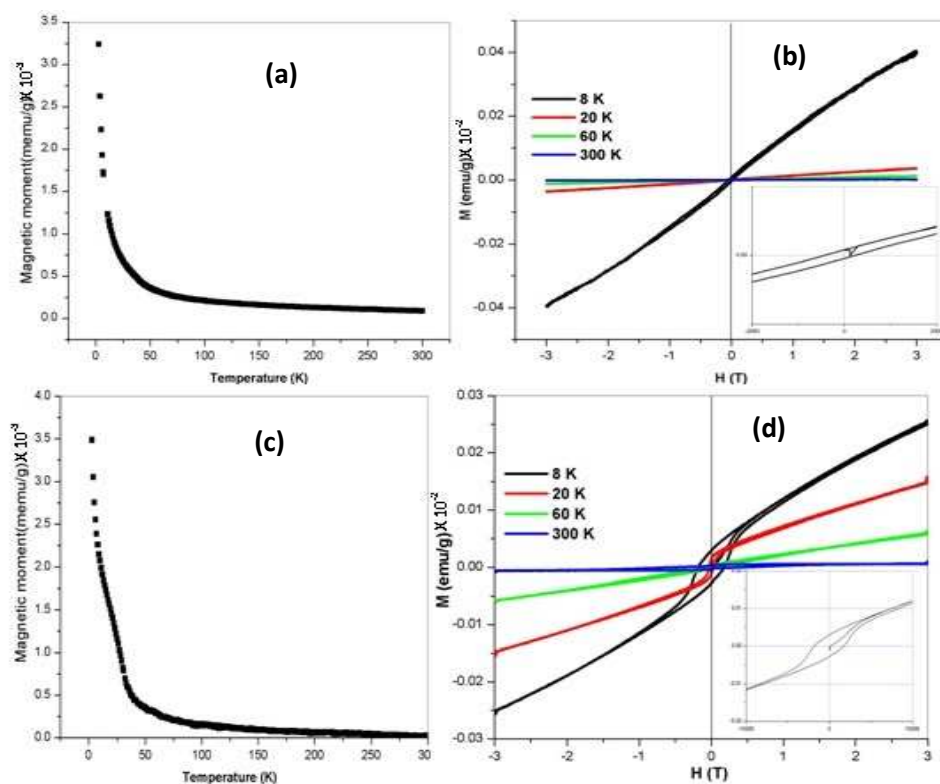 Magnetic moment(memu/g)X 10⁻³
3.5
3.0
2.5
2.0
1.5
1.0
0.5
0.0
(a)
0 50 100 150 200 250 300
Temperature (K)
M (emu/g)X 10⁻²
0.04
0.02
0.00
-0.02
-0.04
(b)
8 K
20 K
60 K
300 K
-3 -2 -1 0 1 2 3
H (T)
Magnetic moment(memu/g)X 10⁻³
4.0
3.5
3.0
2.5
2.0
1.5
1.0
0.5
0.0
(c)
0 50 100 150 200 250 30
Temperature (K)
M (emu/g)X 10⁻²
0.03
0.02
0.01
0.00
-0.01
-0.02
-0.03
(d)
8 K
20 K
60 K
300 K
-3 -2 -1 0 1 2 3
H (T)